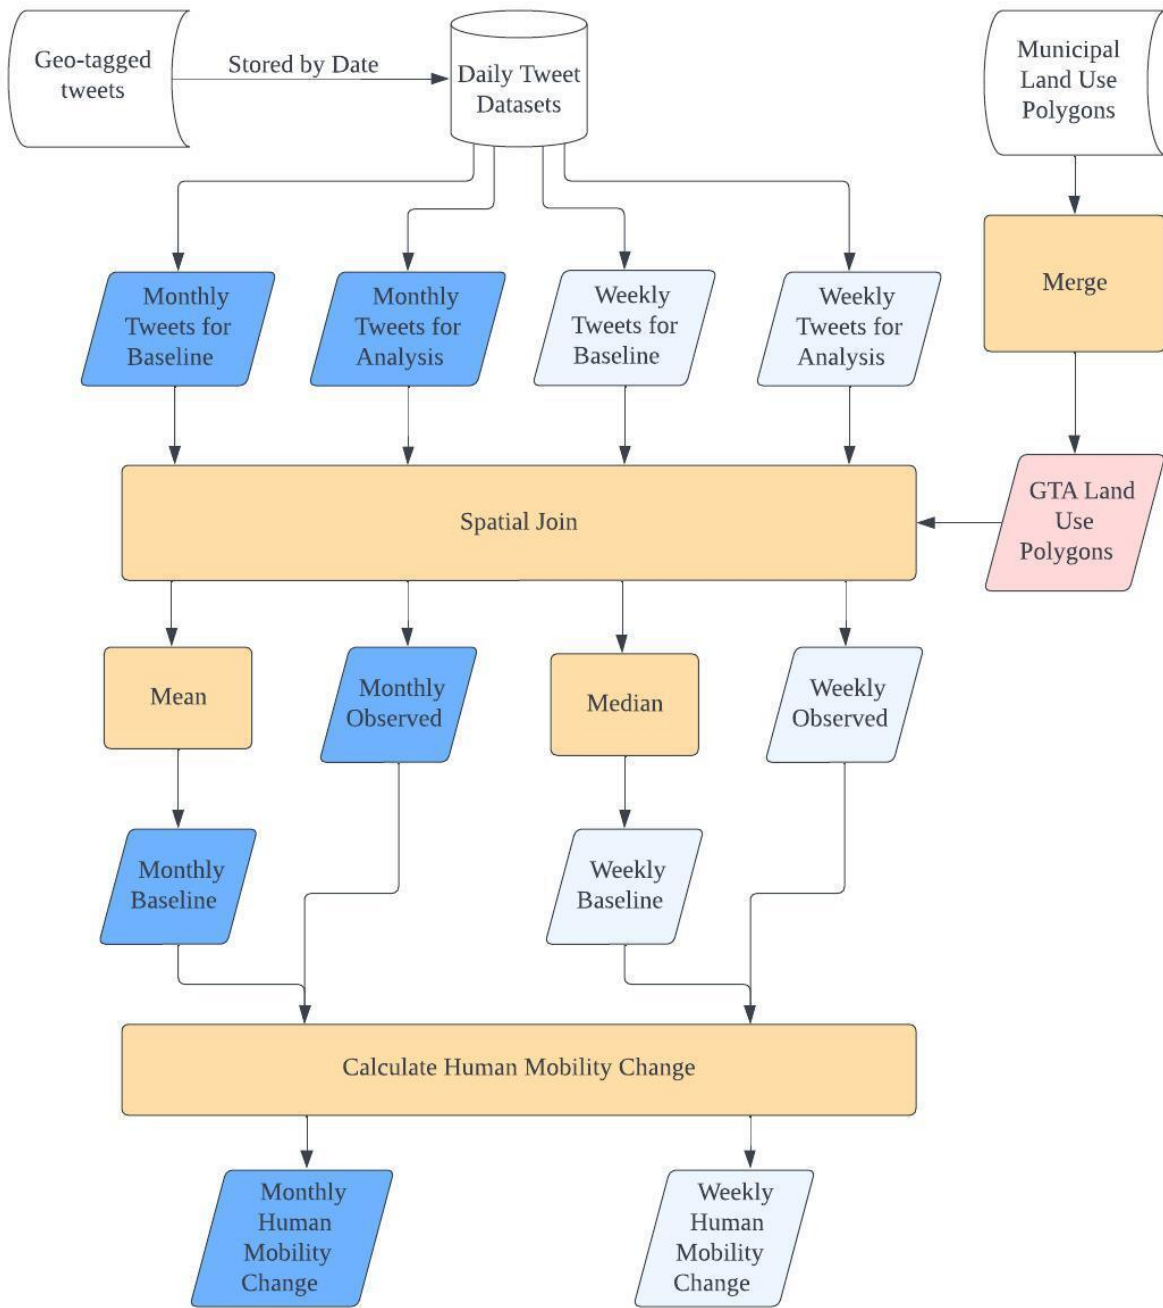 Geo-tagged
tweets
Stored by Date
Daily Tweet
Datasets
Municipal
Land Use
Polygons
Monthly
Tweets for
Baseline
Monthly
Tweets for
Analysis
Weekly
Tweets for
Baseline
Weekly
Tweets for
Analysis
Merge
Spatial Join
GTA Land
Use
Polygons
Mean
Monthly
Observed
Median
Weekly
Observed
Monthly
Baseline
Weekly
Baseline
Calculate Human Mobility Change
Monthly
Human
Mobility
Change
Weekly
Human
Mobility
Change